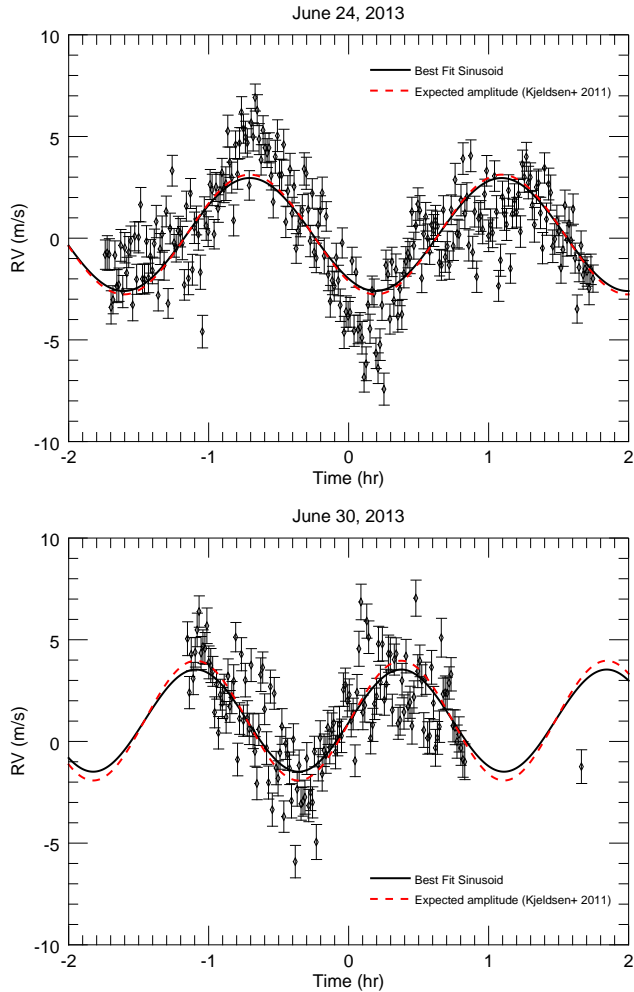 June 24, 2013
10
5
0
-5
-10
RV (m/s)
Best Fit Sinusoid
Expected amplitude (Kjeldsen+ 2011)
-2 -1 0 1 2
Time (hr)
June 30, 2013
10
5
0
-5
-10
RV (m/s)
Best Fit Sinusoid
Expected amplitude (Kjeldsen+ 2011)
-2 -1 0 1 2
Time (hr)